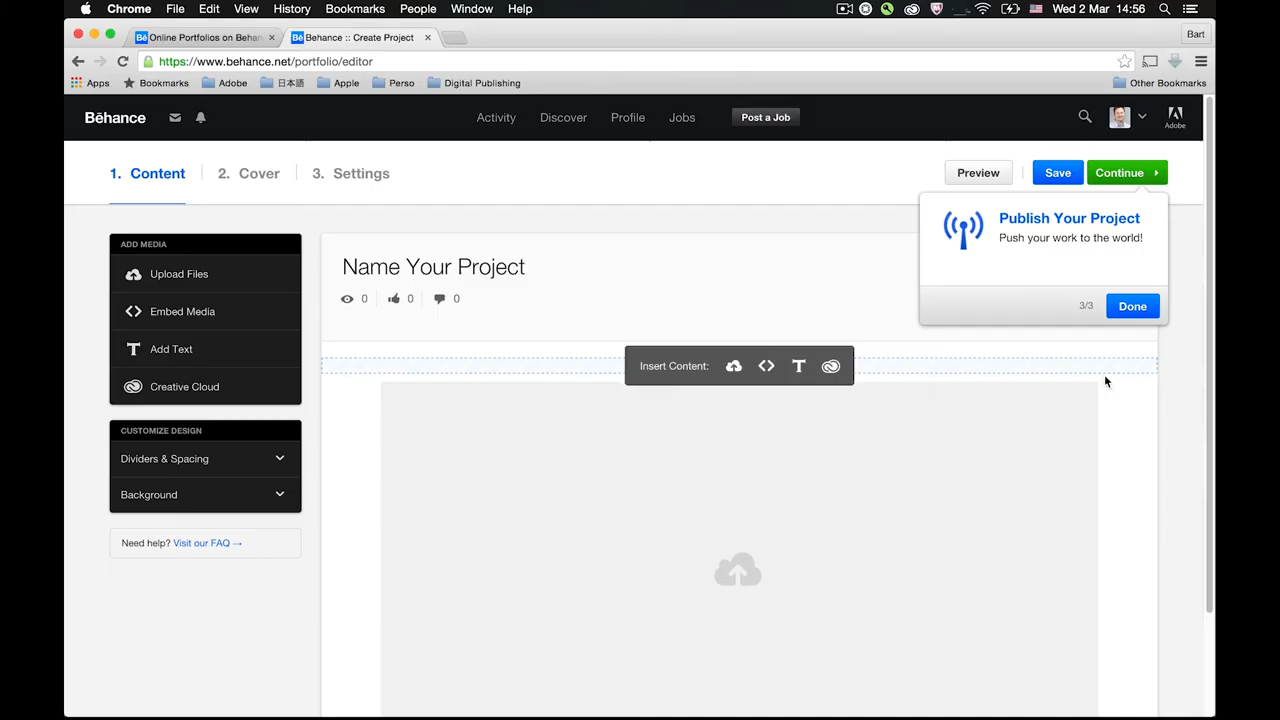 Chrome File Edit View History Bookmarks People Window Help Wed 2 Mar 14:56
Bē Online Portfolios on Behan × Bē Behance :: Create Project × Bart
https://www.behance.net/portfolio/editor
Apps Bookmarks Adobe 日本語 Apple Perso Digital Publishing Other Bookmarks
Bēhance Activity Discover Profile Jobs Post a Job Adobe
1. Content 2. Cover 3. Settings Preview Save Continue
Publish Your Project
Push your work to the world!
3/3 Done
ADD MEDIA
Upload Files
Embed Media
Add Text
Creative Cloud
CUSTOMIZE DESIGN
Dividers & Spacing
Background
Need help? Visit our FAQ →
Name Your Project
0 0 0
Insert Content: